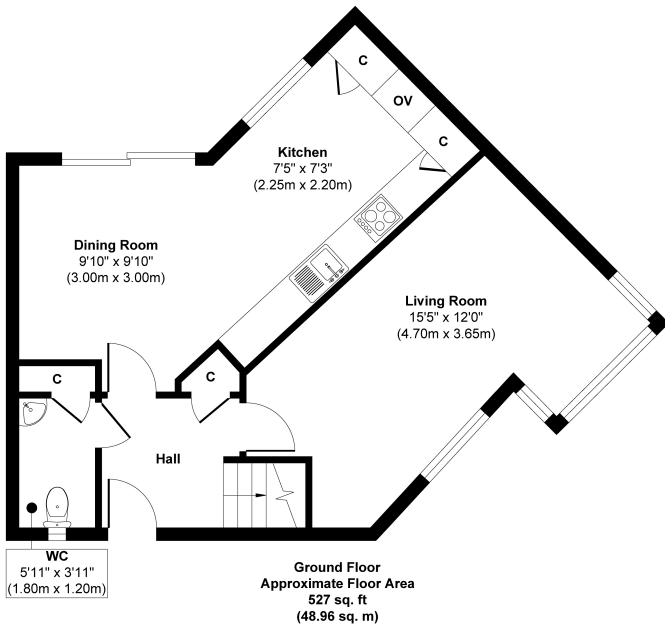 C
OV
C
Kitchen
7'5" x 7'3"
(2.25m x 2.20m)
Dining Room
9'10" x 9'10"
(3.00m x 3.00m)
Living Room
15'5" x 12'0"
(4.70m x 3.65m)
C
C
Hall
WC
5'11" x 3'11"
(1.80m x 1.20m)
Ground Floor
Approximate Floor Area
527 sq. ft
(48.96 sq. m)